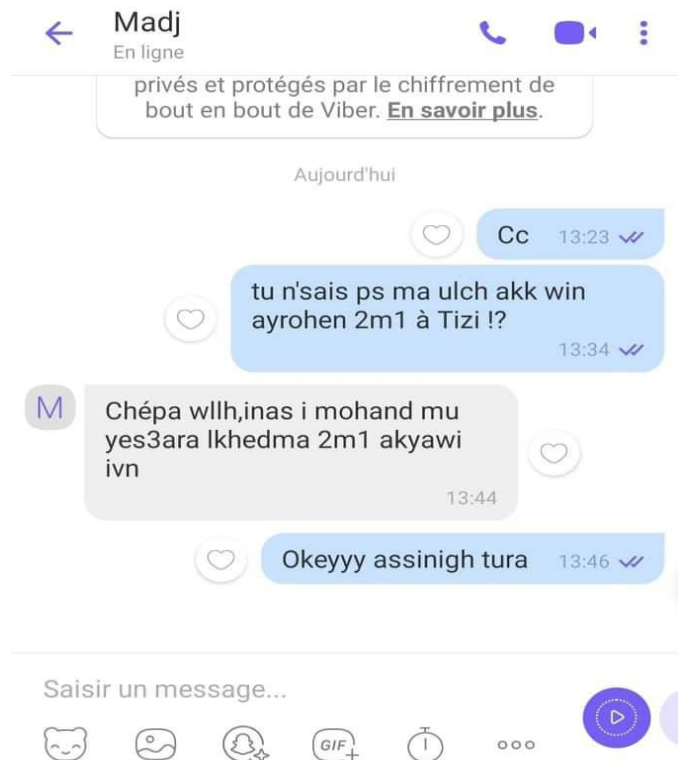 Madj
En ligne
privés et protégés par le chiffrement de
bout en bout de Viber. En savoir plus.
Aujourd'hui
Cc 13:23
tu n'sais ps ma ulch akk win
ayrohen 2m1 à Tizi !?
13:34
M
Chépa wllh,inas i mohand mu
yes3ara lkhedma 2m1 akyawi
ivn
13:44
Okeyyy assinigh tura 13:46
Saisir un message...
GIF